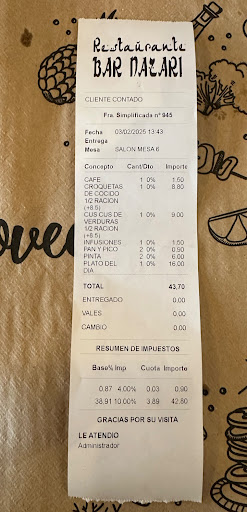 Restaurante
BAR NAZARI
CLIENTE CONTADO
Fra. Simplificada nº 945
Fecha 03/02/2025 13:43
Entrega
Mesa SALON MESA 6
Concepto Cant/Dto Importe
CAFE 1 0% 1.50
CROQUETAS 1 0% 8.80
DE COCIDO
1/2 RACION
(+8.5)
CUS CUS DE 1 0% 9.00
VERDURAS
1/2 RACION
(+8.5)
INFUSIONES 1 0% 1.50
PAN Y PICO 2 0% 0.90
PINTA 2 0% 6.00
PLATO DEL 1 0% 16.00
DIA
TOTAL 43,70
ENTREGADO 0.00
VALES 0.00
CAMBIO 0.00
RESUMEN DE IMPUESTOS
Base% Imp Cuota Importe
0.87 4.00% 0.03 0.90
38.91 10.00% 3.89 42.80
GRACIAS POR SU VISITA
LE ATENDIO
Administrador